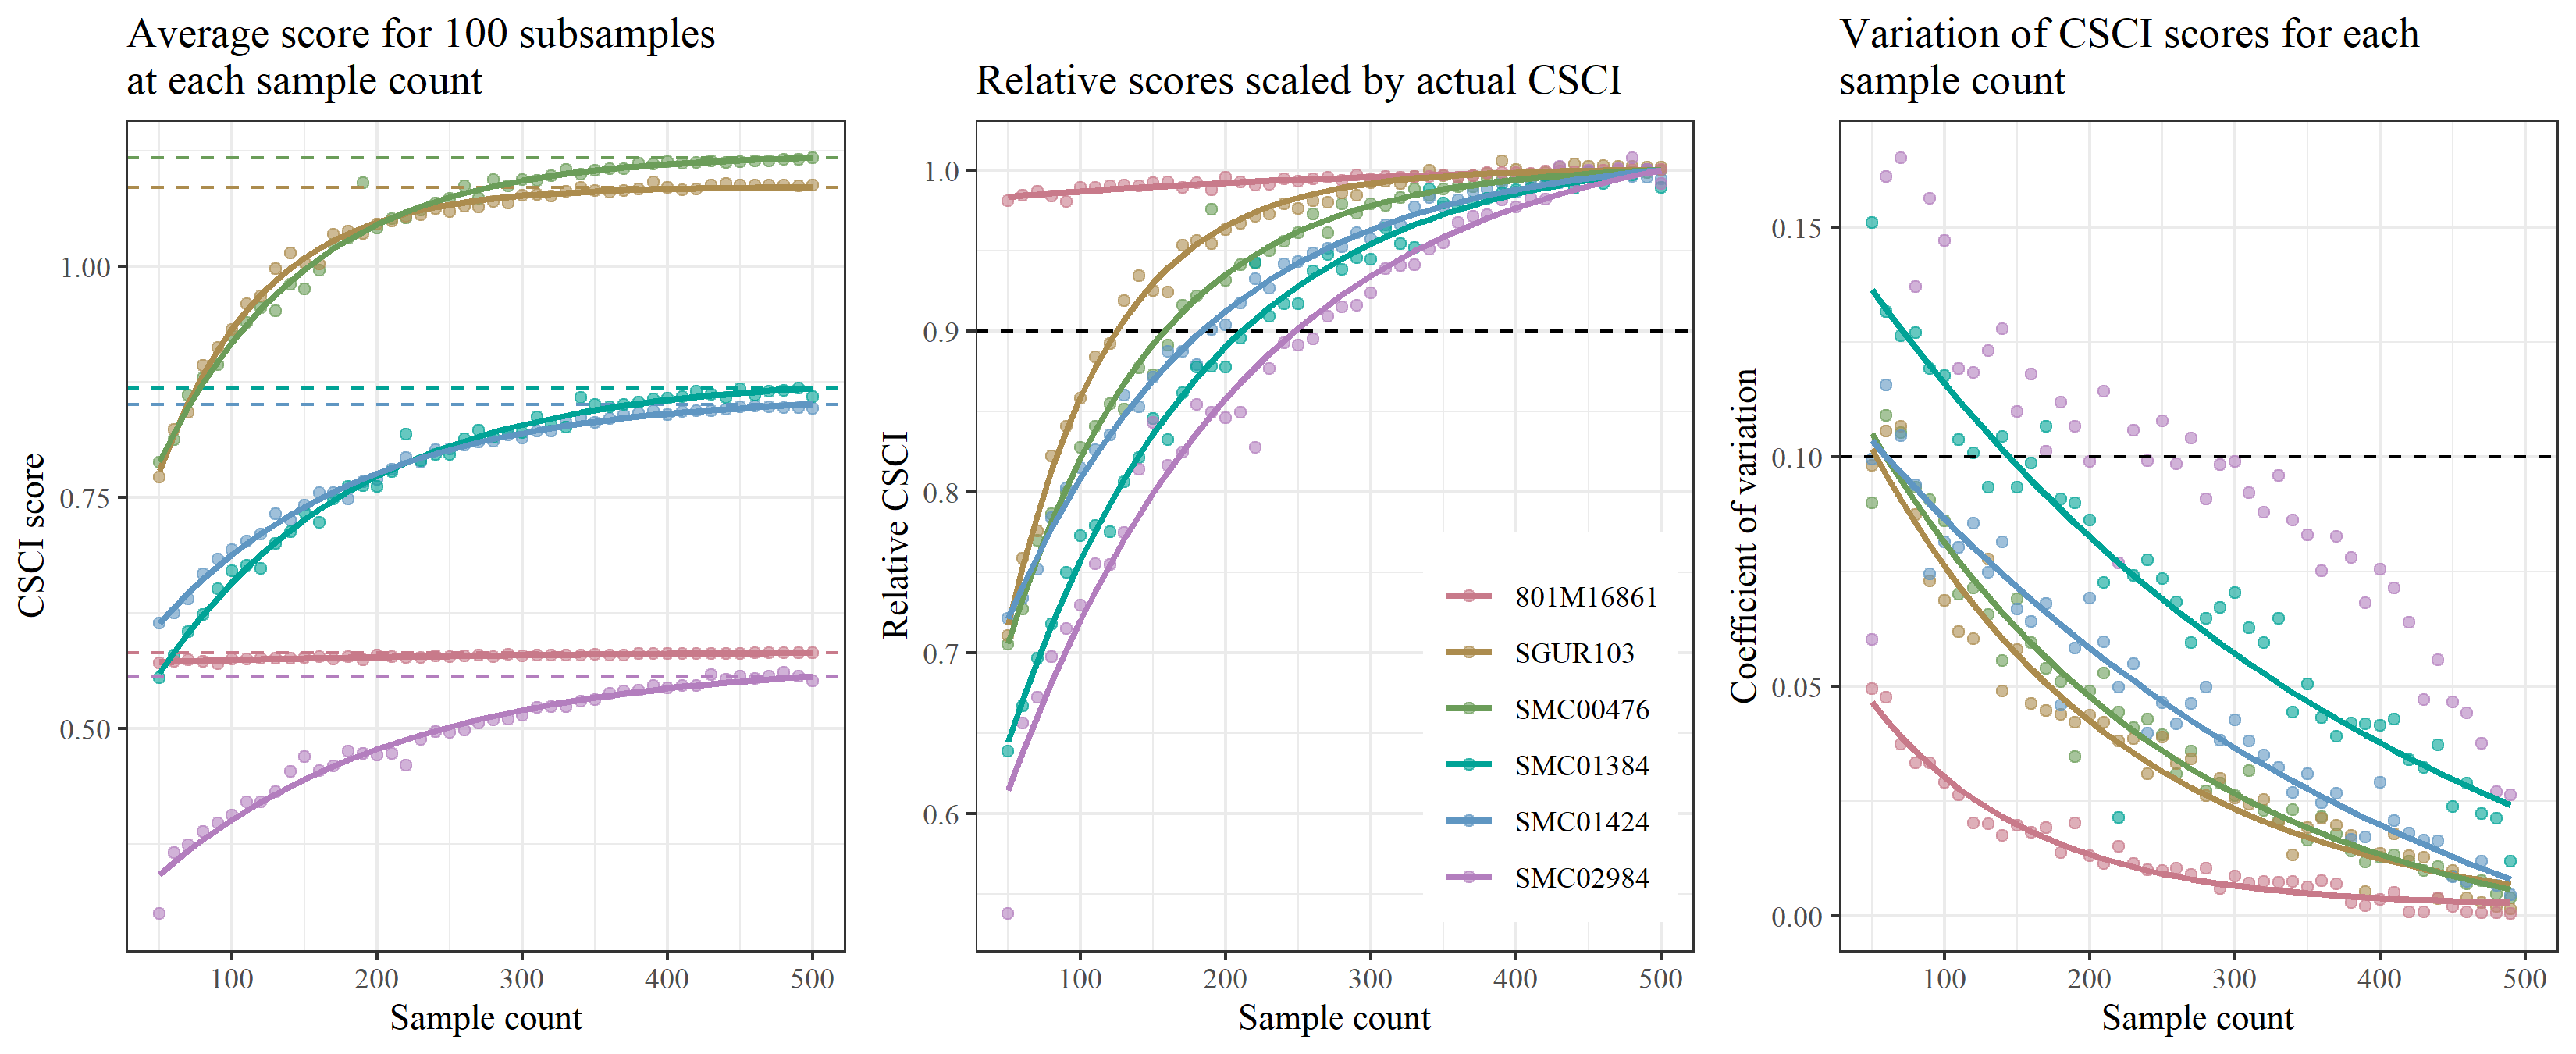 Average score for 100 subsamples
at each sample count
CSCI score
1.00
0.75
0.50
100 200 300 400 500
Sample count
Relative scores scaled by actual CSCI
Relative CSCI
1.0
0.9
0.8
0.7
0.6
801M16861
SGUR103
SMC00476
SMC01384
SMC01424
SMC02984
100 200 300 400 500
Sample count
Variation of CSCI scores for each
sample count
Coefficient of variation
0.15
0.10
0.05
0.00
100 200 300 400 500
Sample count